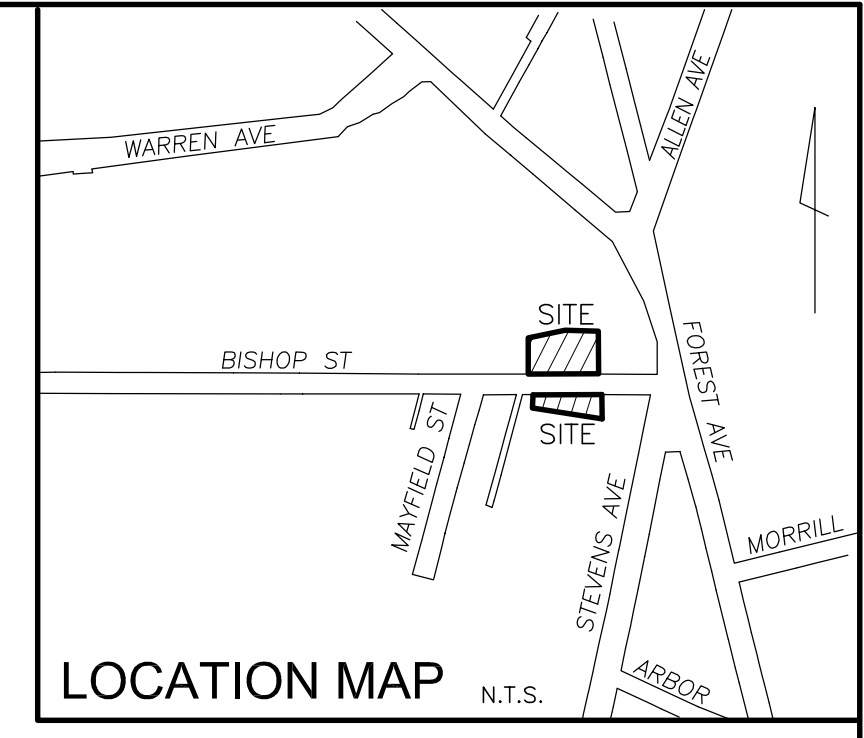 WARREN AVE
ALLEN AVE
SITE
BISHOP ST
FOREST AVE
SITE
MAYFIELD ST
STEVENS AVE
MORRILL
ARBOR
LOCATION MAP N.T.S.